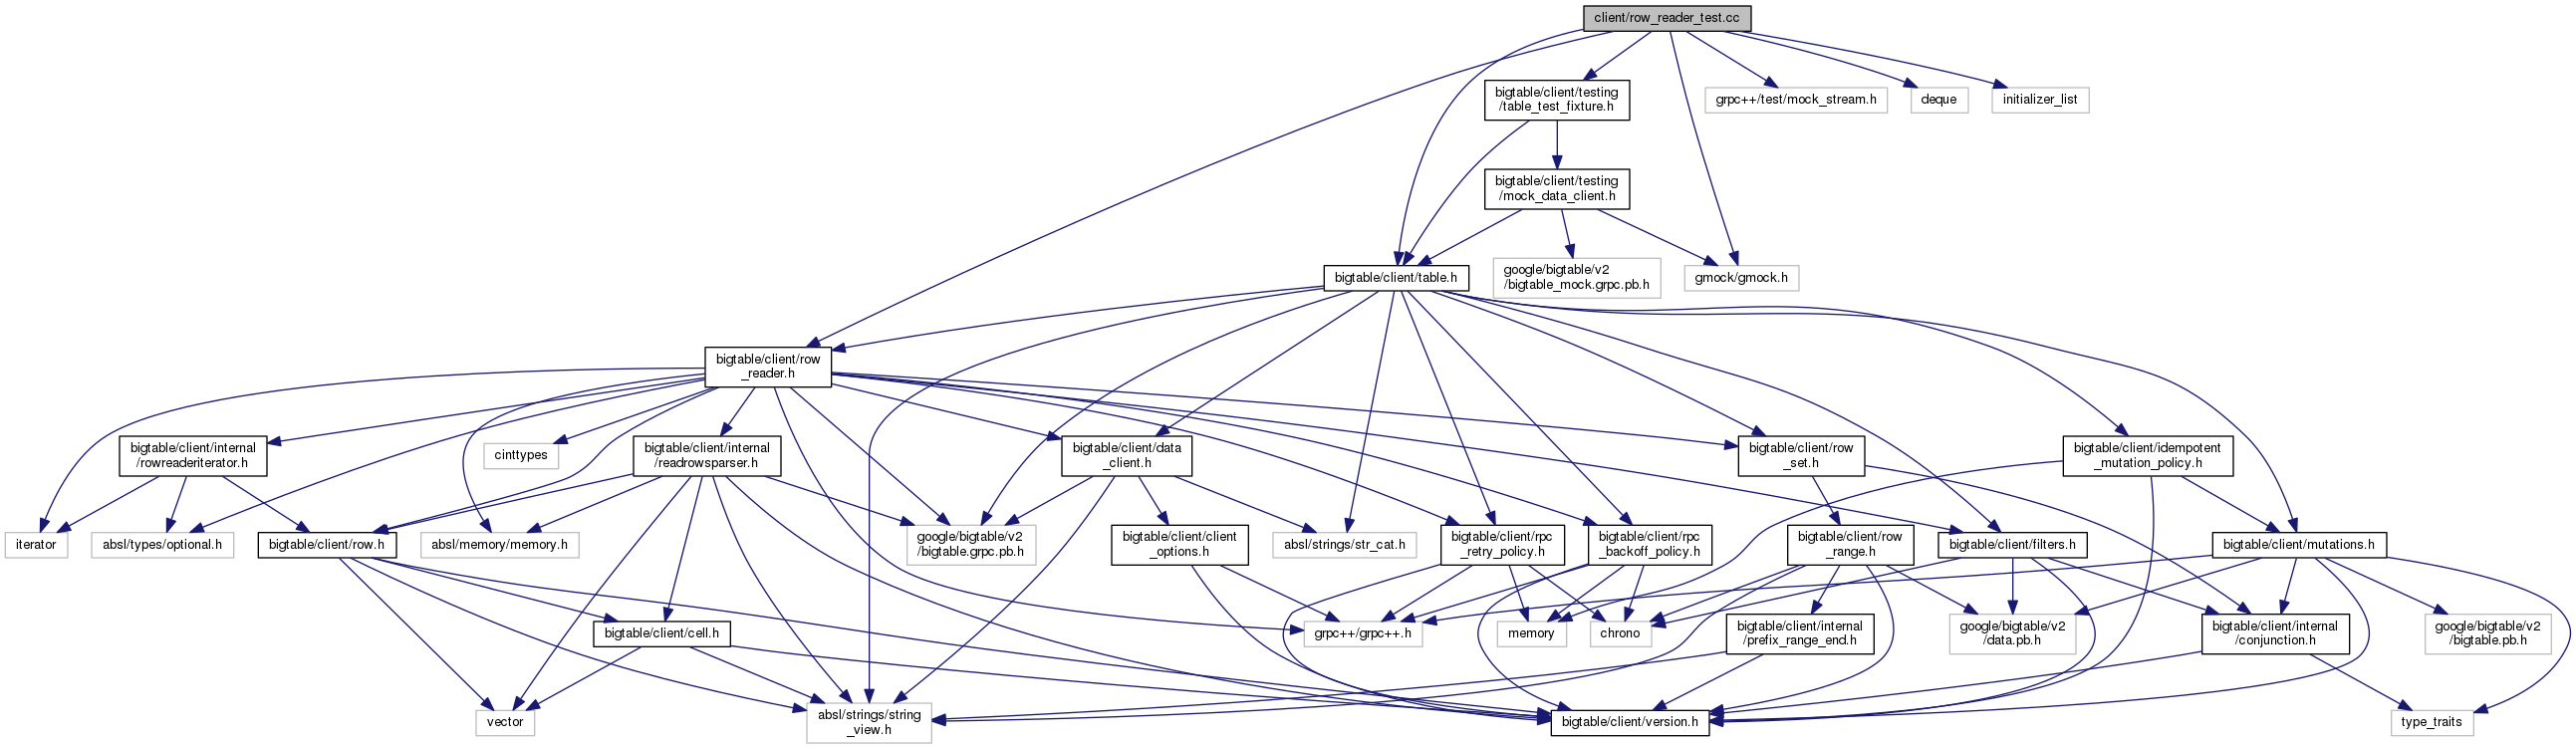 client/row_reader_test.cc
bigtable/client/testing
/table_test_fixture.h
grpc++/test/mock_stream.h
deque
initializer_list
bigtable/client/testing
/mock_data_client.h
bigtable/client/table.h
google/bigtable/v2
/bigtable_mock.grpc.pb.h
gmock/gmock.h
bigtable/client/row
_reader.h
bigtable/client/internal
/rowreaderiterator.h
cinttypes
bigtable/client/internal
/readrowsparser.h
bigtable/client/data
_client.h
bigtable/client/row
_set.h
bigtable/client/idempotent
_mutation_policy.h
iterator
absl/types/optional.h
bigtable/client/row.h
absl/memory/memory.h
google/bigtable/v2
/bigtable.grpc.pb.h
bigtable/client/client
_options.h
absl/strings/str_cat.h
bigtable/client/rpc
_retry_policy.h
bigtable/client/rpc
_backoff_policy.h
bigtable/client/row
_range.h
bigtable/client/filters.h
bigtable/client/mutations.h
bigtable/client/cell.h
grpc++/grpc++.h
memory
chrono
bigtable/client/internal
/prefix_range_end.h
google/bigtable/v2
/data.pb.h
bigtable/client/internal
/conjunction.h
google/bigtable/v2
/bigtable.pb.h
vector
absl/strings/string
_view.h
bigtable/client/version.h
type_traits